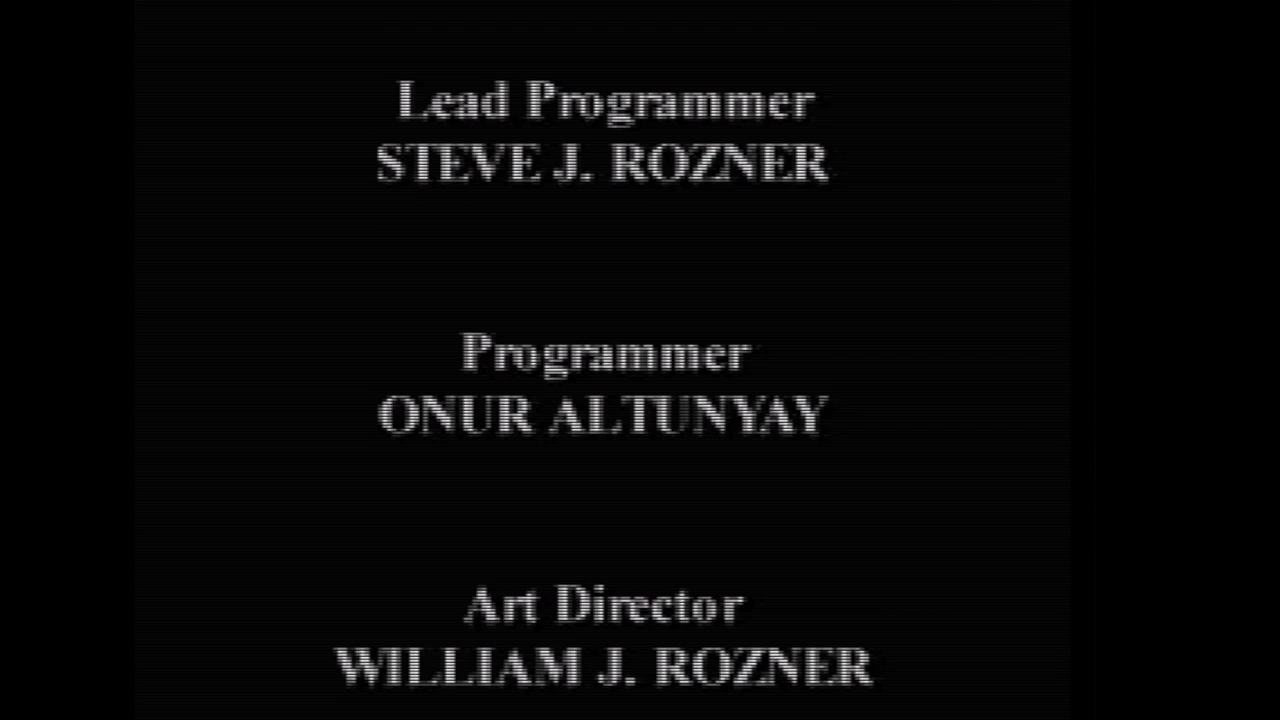 Lead Programmer
STEVE J. ROZNER
Programmer
ONUR ALTUNYAY
Art Director
WILLIAM J. ROZNER